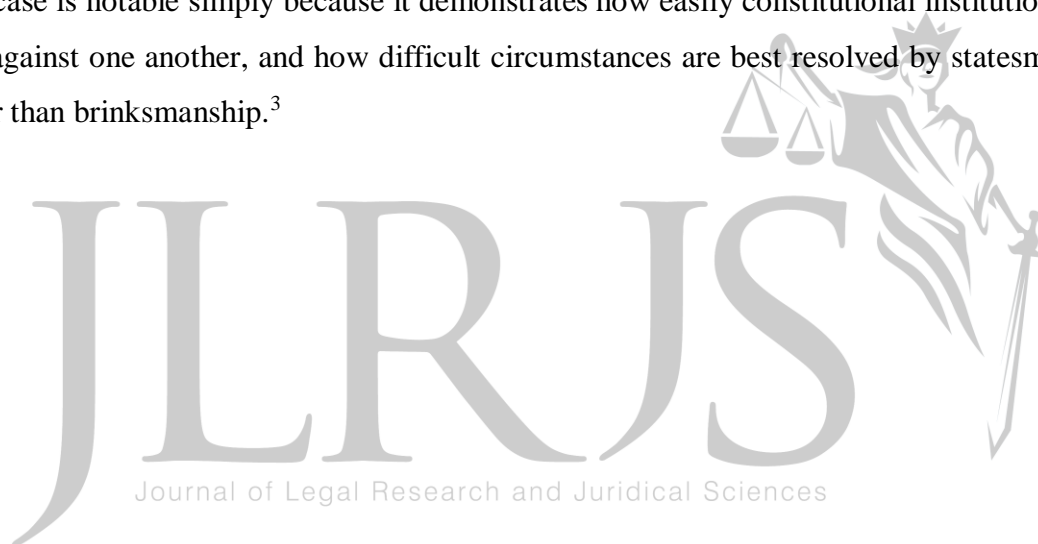 case is notable simply because it demonstrates how easily constitutional institution
against one another, and how difficult circumstances are best resolved by statesm
than brinksmanship.3
JLRJS
Journal of Legal Research and Juridical Sciences